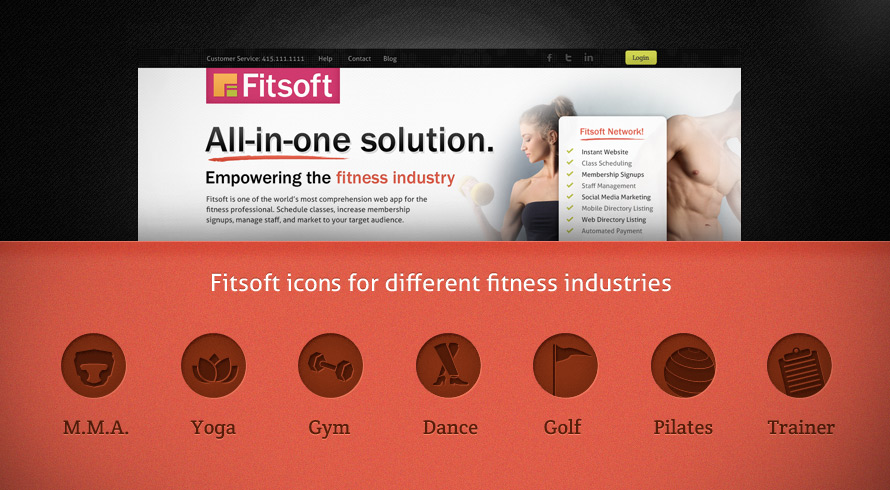 Customer Service: 415.111.1111 Help Contact Blog f t in Login
Fitsoft
All-in-one solution.
Empowering the fitness industry
Fitsoft is one of the world's most comprehension web app for the
fitness professional. Schedule classes, increase membership
signups, manage staff, and market to your target audience.
Fitsoft Network!
Instant Website
Class Scheduling
Membership Signups
Staff Management
Social Media Marketing
Mobile Directory Listing
Web Directory Listing
Automated Payment
Fitsoft icons for different fitness industries
M.M.A. Yoga Gym Dance Golf Pilates Trainer